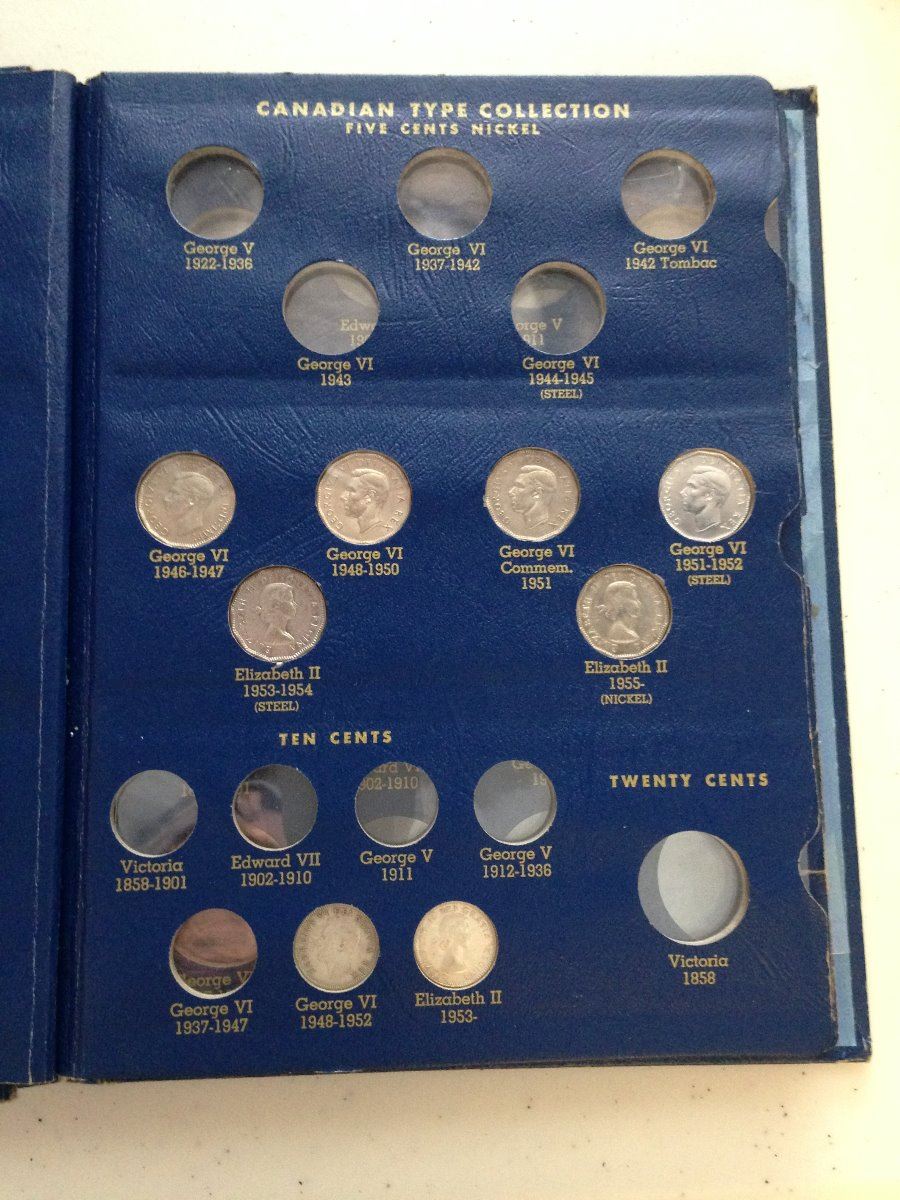 CANADIAN TYPE COLLECTION
FIVE CENTS NICKEL
George V
1922-1936
George VI
1937-1942
George VI
1942 Tombac
Edw
19
George VI
1943
orge V
911
George VI
1944-1945
(STEEL)
George VI
1946-1947
George VI
1948-1950
George VI
Commem.
1951
George VI
1951-1952
(STEEL)
Elizabeth II
1953-1954
(STEEL)
Elizabeth II
1955-
(NICKEL)
TEN CENTS
TWENTY CENTS
Victoria
1858-1901
Edward VII
1902-1910
George V
1911
George V
1912-1936
Victoria
1858
George VI
1937-1947
George VI
1948-1952
Elizabeth II
1953-